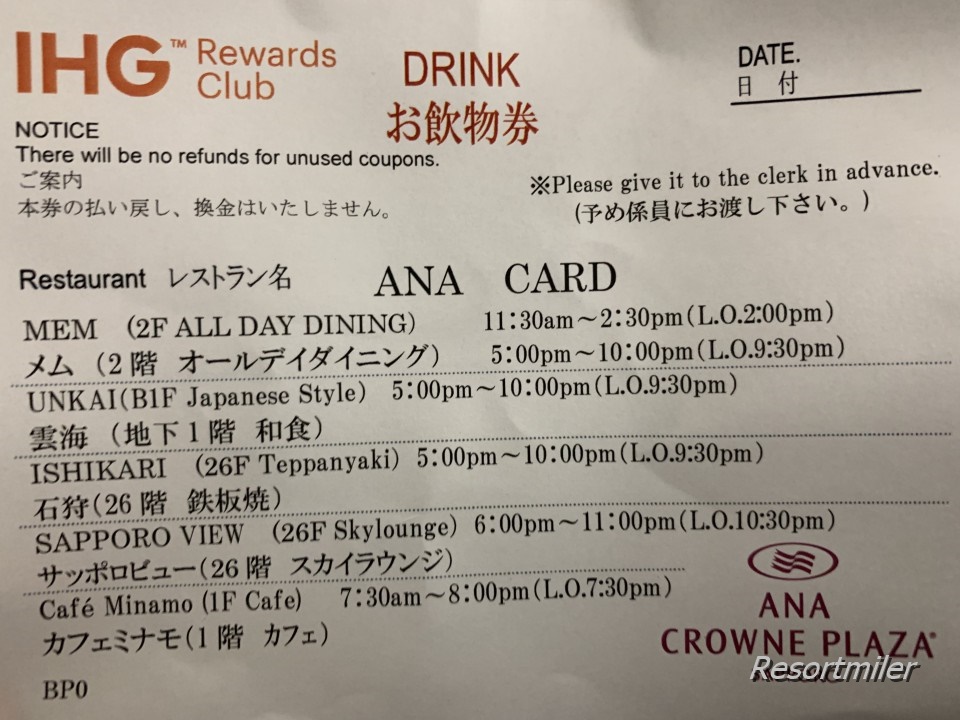 IHG™ Rewards Club
DRINK
お飲物券
DATE.
日 付
NOTICE
There will be no refunds for unused coupons.
ご案内
本券の払い戻し、換金はいたしません。
※Please give it to the clerk in advance.
(予め係員にお渡し下さい。)
Restaurant レストラン名 ANA CARD
MEM (2F ALL DAY DINING) 11:30am～2:30pm(L.O.2:00pm)
メム (2階 オールデイダイニング) 5:00pm～10:00pm(L.O.9:30pm)
UNKAI(B1F Japanese Style) 5:00pm～10:00pm(L.O.9:30pm)
雲海 (地下1階 和食)
ISHIKARI (26F Teppanyaki) 5:00pm～10:00pm(L.O.9:30pm)
石狩(26階 鉄板焼)
SAPPORO VIEW (26F Skylounge) 6:00pm～11:00pm(L.O.10:30pm)
サッポロビュー(26階 スカイラウンジ)
Café Minamo (1F Cafe) 7:30am～8:00pm(L.O.7:30pm)
カフェミナモ(1階 カフェ)
ANA
CROWNE PLAZA®
Resortmiler
BP0